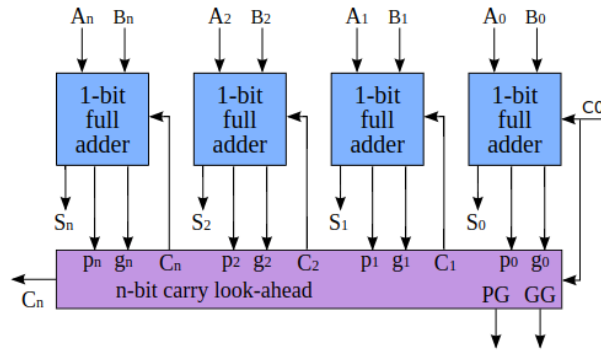 An Bn A2 B2 A1 B1 A0 B0
1-bit full adder
1-bit full adder
1-bit full adder
1-bit full adder
C0
Sn S2 S1 S0
pn gn Cn p2 g2 C2 p1 g1 C1 p0 g0
Cn
n-bit carry look-ahead
PG GG